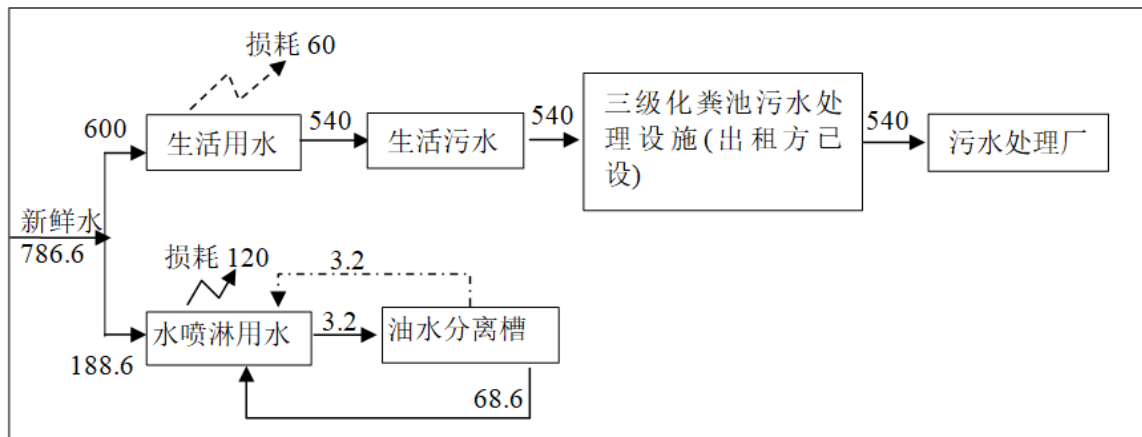 损耗 60
600
生活用水
540
生活污水
540
三级化粪池污水处
理设施(出租方已
设)
540
污水处理厂
新鲜水
786.6
损耗 120
3.2
水喷淋用水
3.2
油水分离槽
188.6
68.6